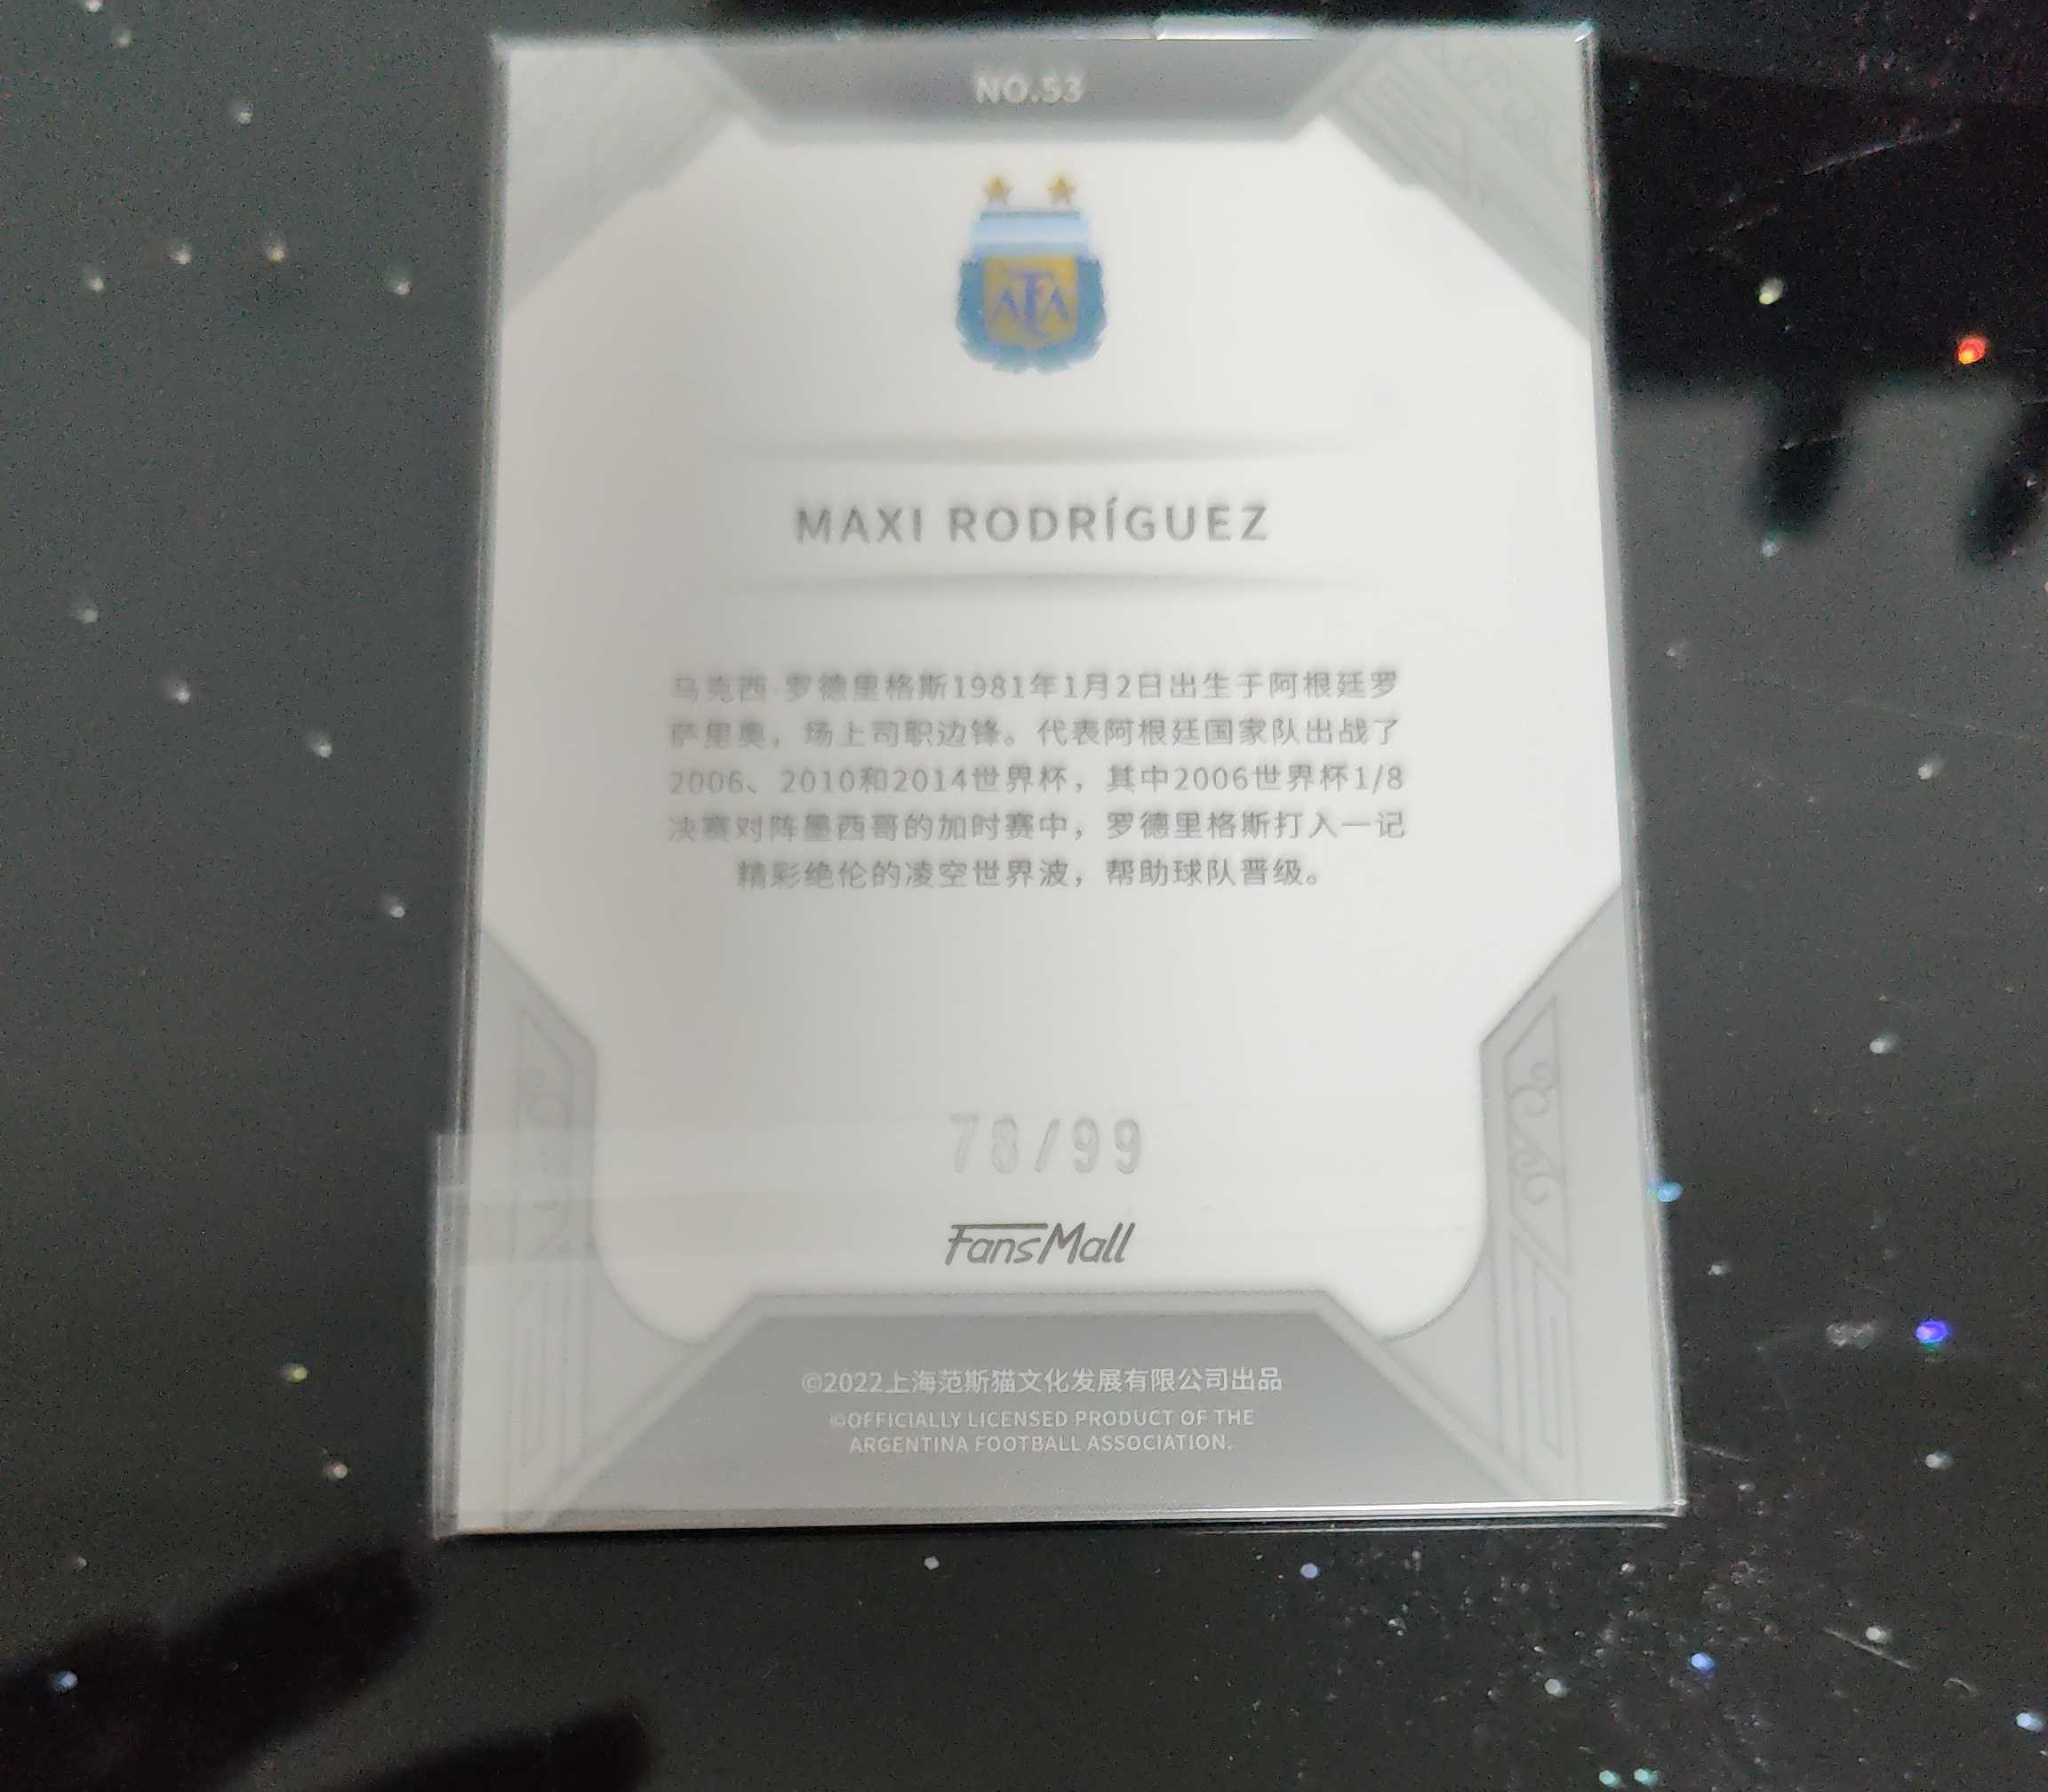 NO.53
AFA
MAXI RODRÍGUEZ
马克西·罗德里格斯1981年1月2日出生于阿根廷罗
萨里奥，场上司职边锋。代表阿根廷国家队出战了
2006、2010和2014世界杯，其中2006世界杯1/8
决赛对阵墨西哥的加时赛中，罗德里格斯打入一记
精彩绝伦的凌空世界波，帮助球队晋级。
78/99
FansMall
©2022上海范斯猫文化发展有限公司出品
©OFFICIALLY LICENSED PRODUCT OF THE
ARGENTINA FOOTBALL ASSOCIATION.